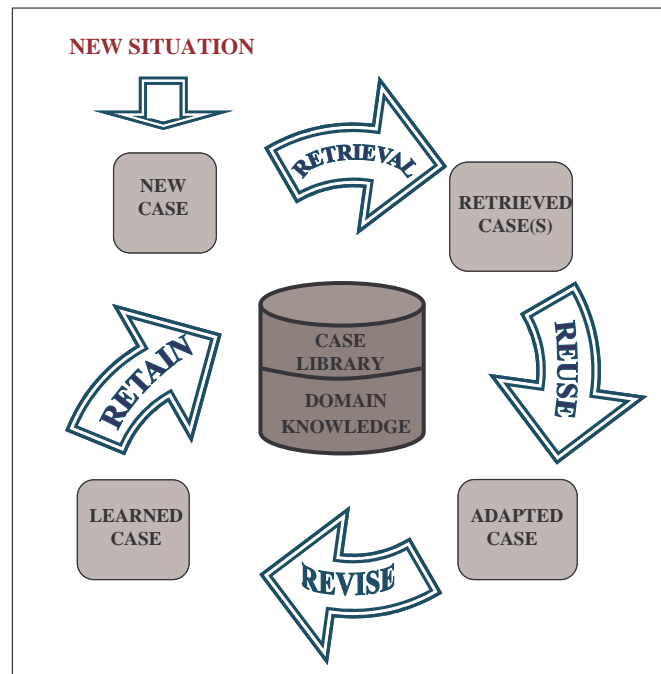 NEW SITUATION
RETRIEVAL
NEW
CASE
RETRIEVED
CASE(S)
CASE
LIBRARY
DOMAIN
KNOWLEDGE
RETAIN
REUSE
LEARNED
CASE
ADAPTED
CASE
REVISE